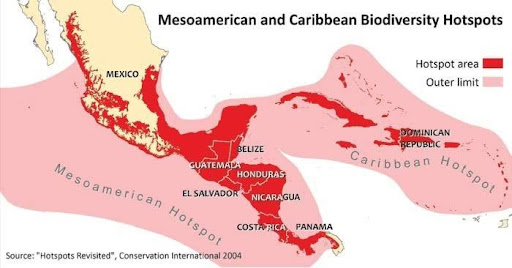 Mesoamerican and Caribbean Biodiversity Hotspots
Hotspot area
Outer limit
MEXICO
BELIZE
GUATEMALA
HONDURAS
EL SALVADOR
NICARAGUA
COSTA RICA
PANAMA
DOMINICAN
REPUBLIC
Caribbean Hotspot
Mesoamerican Hotspot
Source: "Hotspots Revisited", Conservation International 2004